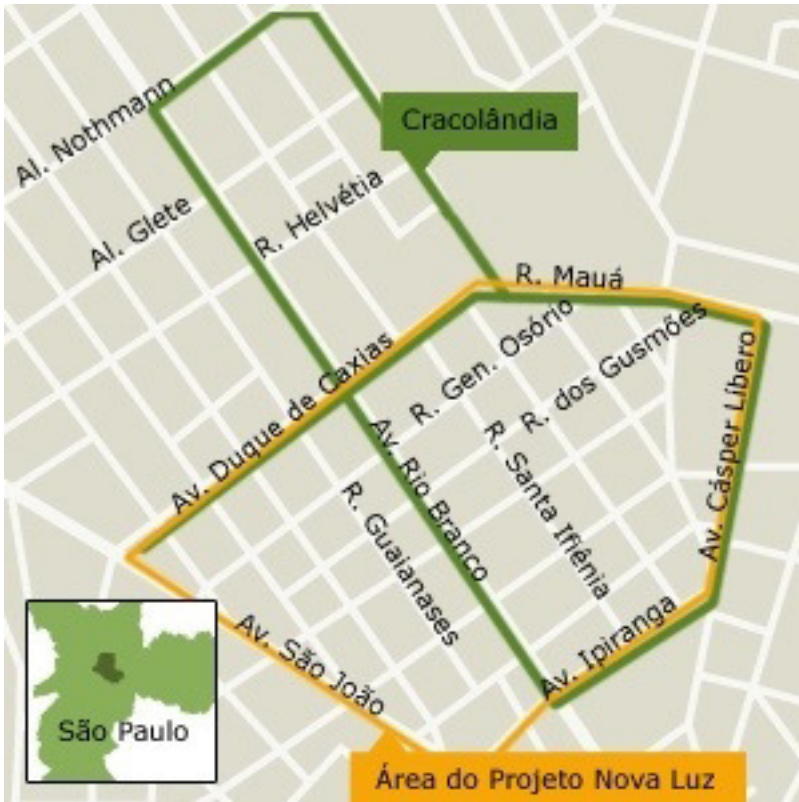 Al. Nothmann
Cracolândia
Al. Glete
R. Helvétia
R. Mauá
R. Gen. Osório
R. dos Gusmões
Av. Duque de Caxias
Av. Cásper Líbero
Av. Rio Branco
R. Santa Ifiênia
R. Guaianases
Av. Ipiranga
Av. São João
São Paulo
Área do Projeto Nova Luz